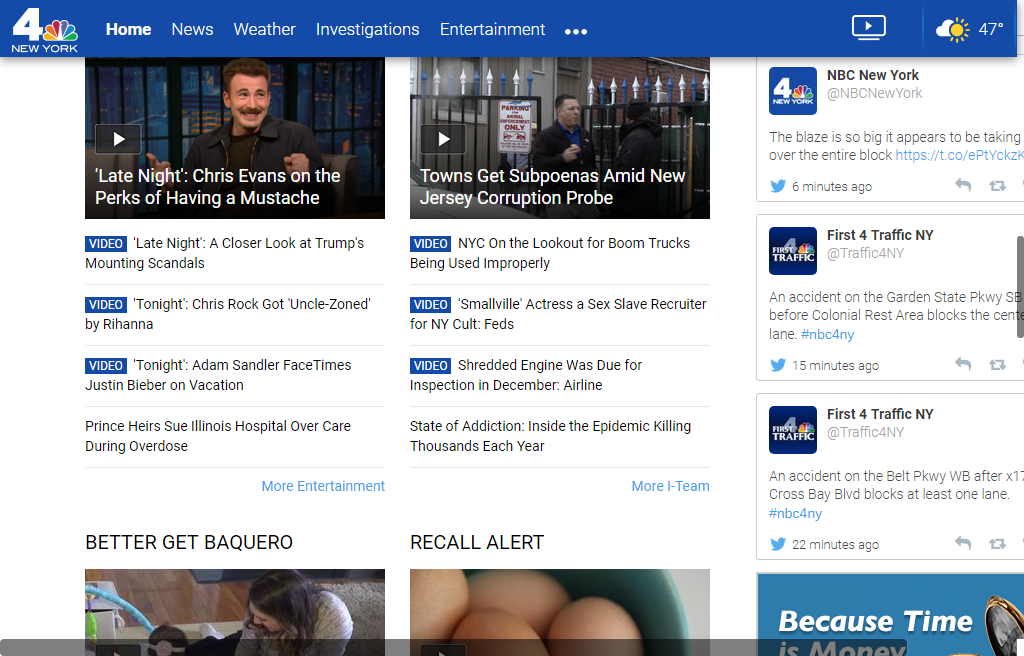 4
NEW YORK
Home News Weather Investigations Entertainment ••• 47°
'Late Night': Chris Evans on the
Perks of Having a Mustache
VIDEO 'Late Night': A Closer Look at Trump's
Mounting Scandals
VIDEO 'Tonight': Chris Rock Got 'Uncle-Zoned'
by Rihanna
VIDEO 'Tonight': Adam Sandler FaceTimes
Justin Bieber on Vacation
Prince Heirs Sue Illinois Hospital Over Care
During Overdose
More Entertainment
PARKING
ONLY
Towns Get Subpoenas Amid New
Jersey Corruption Probe
VIDEO NYC On the Lookout for Boom Trucks
Being Used Improperly
VIDEO 'Smallville' Actress a Sex Slave Recruiter
for NY Cult: Feds
VIDEO Shredded Engine Was Due for
Inspection in December: Airline
State of Addiction: Inside the Epidemic Killing
Thousands Each Year
More I-Team
BETTER GET BAQUERO
RECALL ALERT
4
NEW YORK
NBC New York
@NBCNewYork
The blaze is so big it appears to be taking
over the entire block https://t.co/ePtYckzK
6 minutes ago
4
FIRST
TRAFFIC
First 4 Traffic NY
@Traffic4NY
An accident on the Garden State Pkwy SB
before Colonial Rest Area blocks the cente
lane. #nbc4ny
15 minutes ago
4
FIRST
TRAFFIC
First 4 Traffic NY
@Traffic4NY
An accident on the Belt Pkwy WB after x17
Cross Bay Blvd blocks at least one lane.
#nbc4ny
22 minutes ago
Because Time
is Money